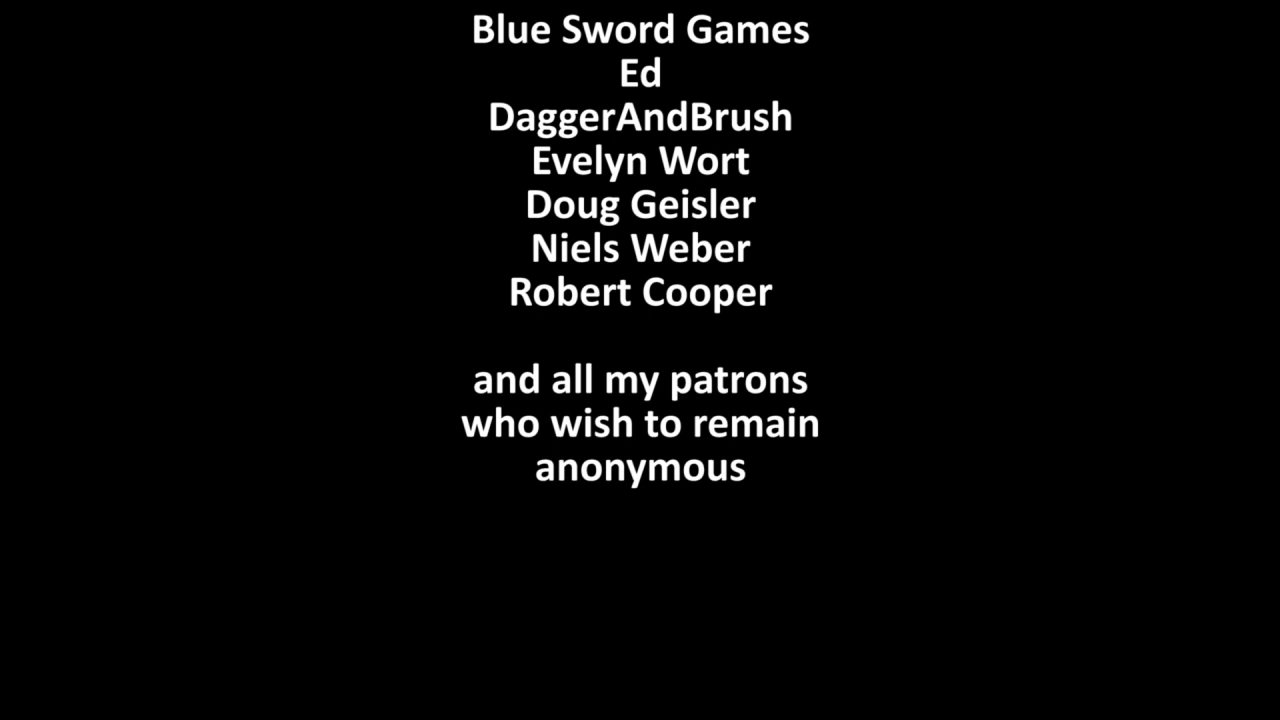 Blue Sword Games
Ed
DaggerAndBrush
Evelyn Wort
Doug Geisler
Niels Weber
Robert Cooper
and all my patrons
who wish to remain
anonymous